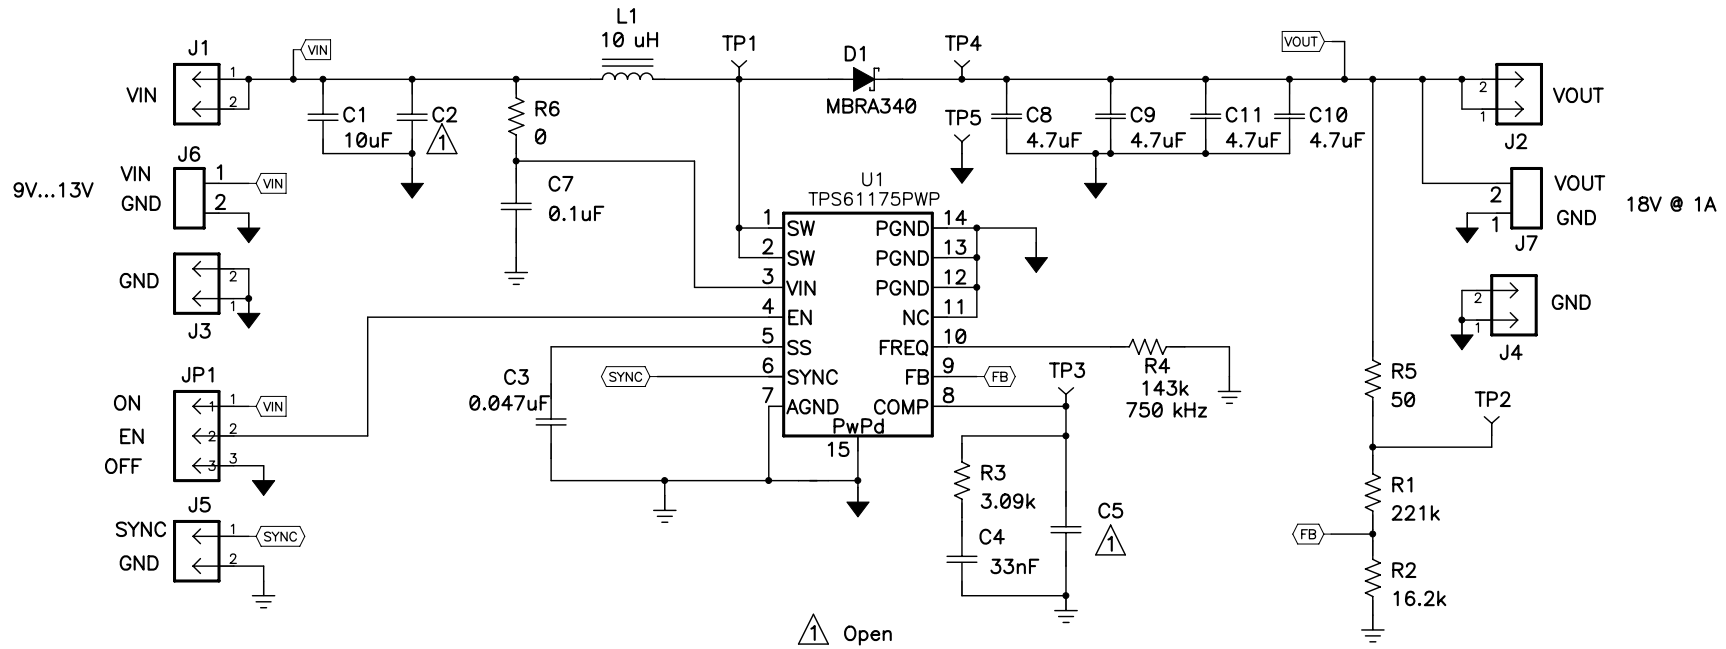 J1
VIN
1
2
VIN
L1
10 uH
TP1
D1
MBRA340
TP4
TP5
VOUT
2
1
VOUT
J2
C1
10uF
C2
1
R6
0
C7
0.1uF
C8
4.7uF
C9
4.7uF
C11
4.7uF
C10
4.7uF
9V...13V
J6
VIN
GND
1
2
VIN
GND
2
1
J3
U1
TPS61175PWP
1
SW
2
SW
3
VIN
4
EN
5
SS
6
SYNC
7
AGND
14
PGND
13
PGND
12
PGND
11
NC
10
FREQ
9
FB
8
COMP
PwPd
15
VOUT
GND
2
1
J7
18V @ 1A
2
1
GND
J4
R4
143k
750 kHz
FB
TP3
SYNC
C3
0.047uF
JP1
ON
EN
OFF
1
2
3
1
2
3
VIN
J5
SYNC
GND
1
2
SYNC
R3
3.09k
C4
33nF
C5
1
R5
50
TP2
R1
221k
FB
R2
16.2k
1 Open